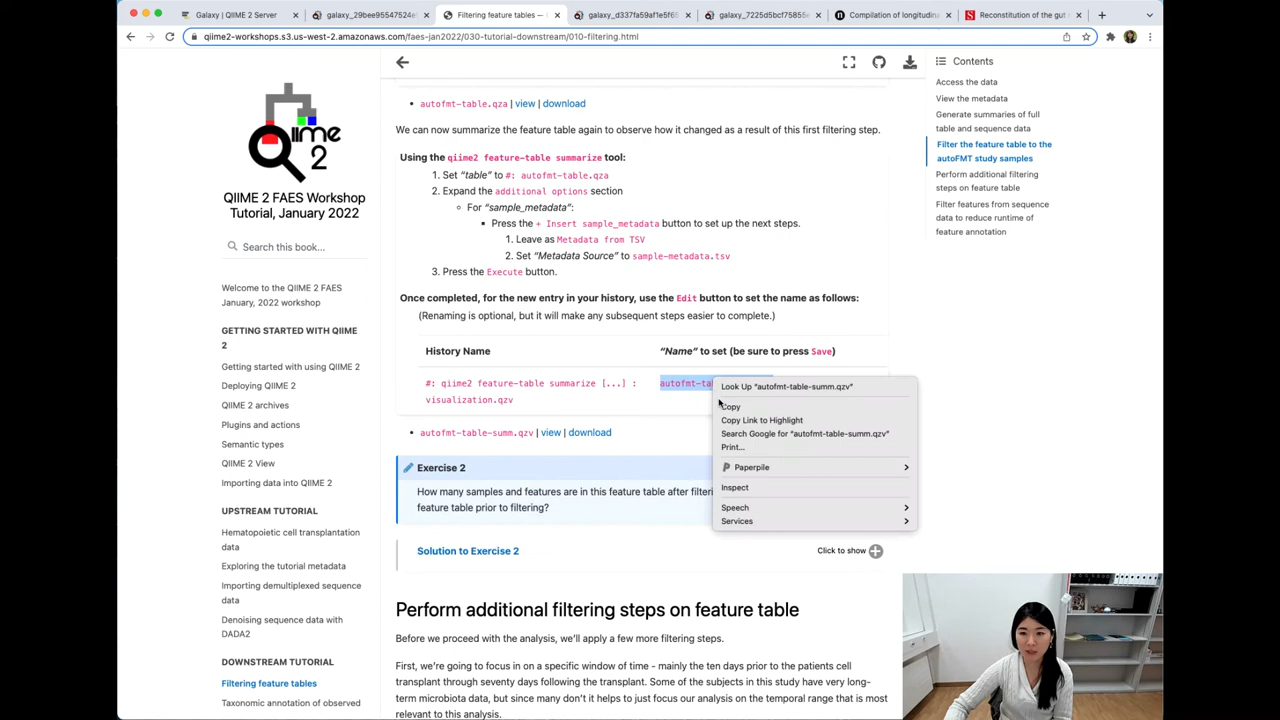 Galaxy | QIIME 2 Server
galaxy_29bee95547524e
Filtering feature tables —
galaxy_d337fa59af1e5f6
galaxy_7225d5bcf75856
Compilation of longitudina
Reconstitution of the gut
qiime2-workshops.s3.us-west-2.amazonaws.com/faes-jan2022/030-tutorial-downstream/010-filtering.html
QIIME
2
QIIME 2 FAES Workshop
Tutorial, January 2022
Search this book...
Welcome to the QIIME 2 FAES
January, 2022 workshop
GETTING STARTED WITH QIIME
2
Getting started with using QIIME 2
Deploying QIIME 2
QIIME 2 archives
Plugins and actions
Semantic types
QIIME 2 View
Importing data into QIIME 2
UPSTREAM TUTORIAL
Hematopoietic cell transplantation
data
Exploring the tutorial metadata
Importing demultiplexed sequence
data
Denoising sequence data with
DADA2
DOWNSTREAM TUTORIAL
Filtering feature tables
Taxonomic annotation of observed
autofmt-table.qza | view | download
We can now summarize the feature table again to observe how it changed as a result of this first filtering step.
Using the qiime2 feature-table summarize tool:
1. Set “table” to #: autofmt-table.qza
2. Expand the additional options section
For “sample_metadata”:
Press the + Insert sample_metadata button to set up the next steps.
1. Leave as Metadata from TSV
2. Set “Metadata Source” to sample-metadata.tsv
3. Press the Execute button.
Once completed, for the new entry in your history, use the Edit button to set the name as follows:
(Renaming is optional, but it will make any subsequent steps easier to complete.)
History Name “Name” to set (be sure to press Save)
#: qiime2 feature-table summarize [...] : autofmt-ta
visualization.qzv
Look Up “autofmt-table-summ.qzv”
Copy
Copy Link to Highlight
Search Google for “autofmt-table-summ.qzv”
Print...
Paperpile
Inspect
Speech
Services
autofmt-table-summ.qzv | view | download
Exercise 2
How many samples and features are in this feature table after filteri
feature table prior to filtering?
Solution to Exercise 2 Click to show
Perform additional filtering steps on feature table
Before we proceed with the analysis, we’ll apply a few more filtering steps.
First, we’re going to focus in on a specific window of time - mainly the ten days prior to the patients cell
transplant through seventy days following the transplant. Some of the subjects in this study have very long-
term microbiota data, but since many don’t it helps to just focus our analysis on the temporal range that is most
relevant to this analysis.
Contents
Access the data
View the metadata
Generate summaries of full
table and sequence data
Filter the feature table to the
autoFMT study samples
Perform additional filtering
steps on feature table
Filter features from sequence
data to reduce runtime of
feature annotation